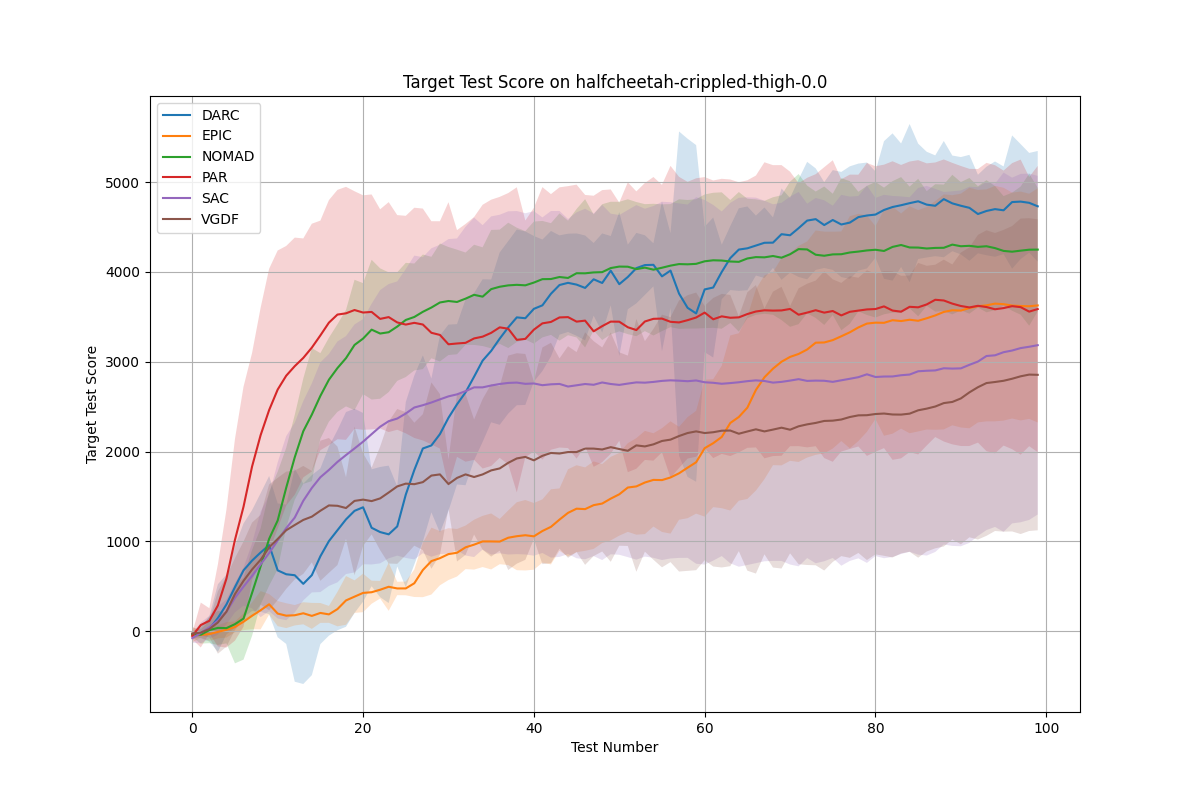 Target Test Score on halfcheetah-crippled-thigh-0.0
DARC
EPIC
NOMAD
PAR
SAC
VGDF
5000
4000
3000
2000
1000
0
Target Test Score
0 20 40 60 80 100
Test Number